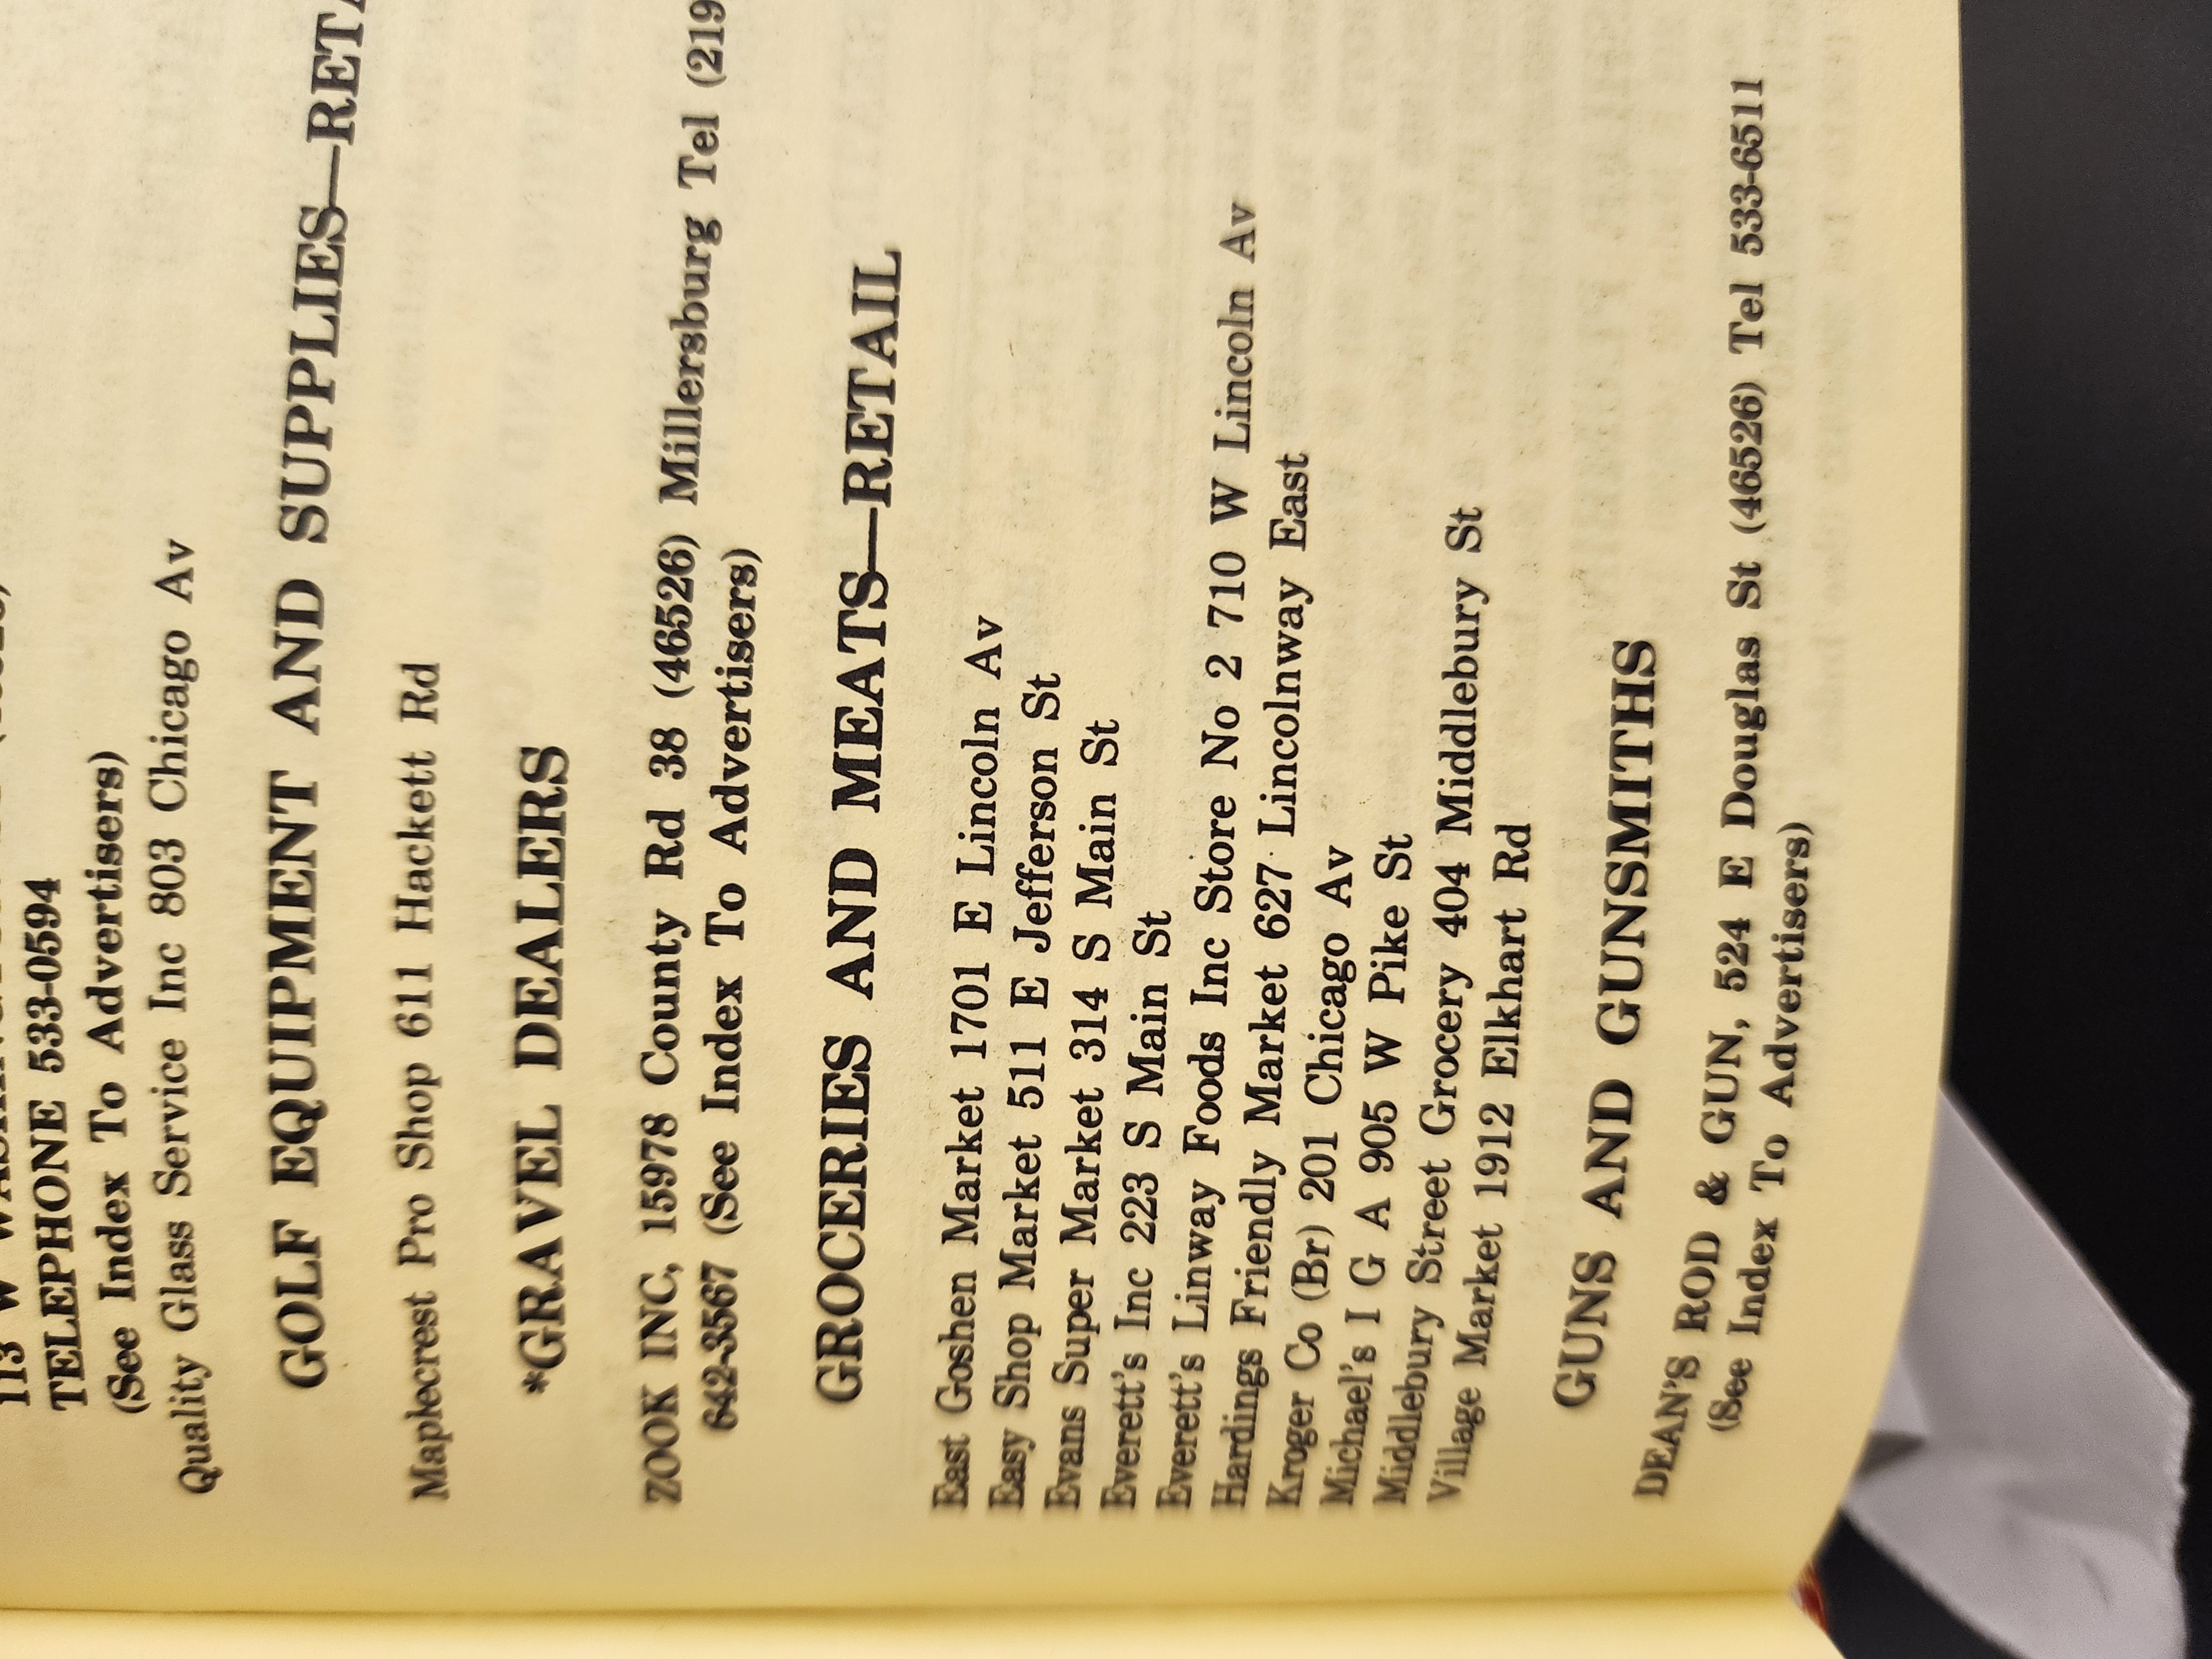 TELEPHONE 533-0594
(See Index To Advertisers)
Quality Glass Service Inc 803 Chicago Av
GOLF EQUIPMENT AND SUPPLIES—RETA
Maplecrest Pro Shop 611 Hackett Rd
*GRAVEL DEALERS
ZOOK INC, 15978 County Rd 38 (46526) Millersburg Tel (219
642-3567 (See Index To Advertisers)
GROCERIES AND MEATS—RETAIL
East Goshen Market 1701 E Lincoln Av
Easy Shop Market 511 E Jefferson St
Evans Super Market 314 S Main St
Everett's Inc 223 S Main St
Everett's Linway Foods Inc Store No 2 710 W Lincoln Av
Hardings Friendly Market 627 Lincolnway East
Kroger Co (Br) 201 Chicago Av
Michael's I G A 905 W Pike St
Middlebury Street Grocery 404 Middlebury St
Village Market 1912 Elkhart Rd
GUNS AND GUNSMITHS
DEAN'S ROD & GUN, 524 E Douglas St (46526) Tel 533-6511
(See Index To Advertisers)